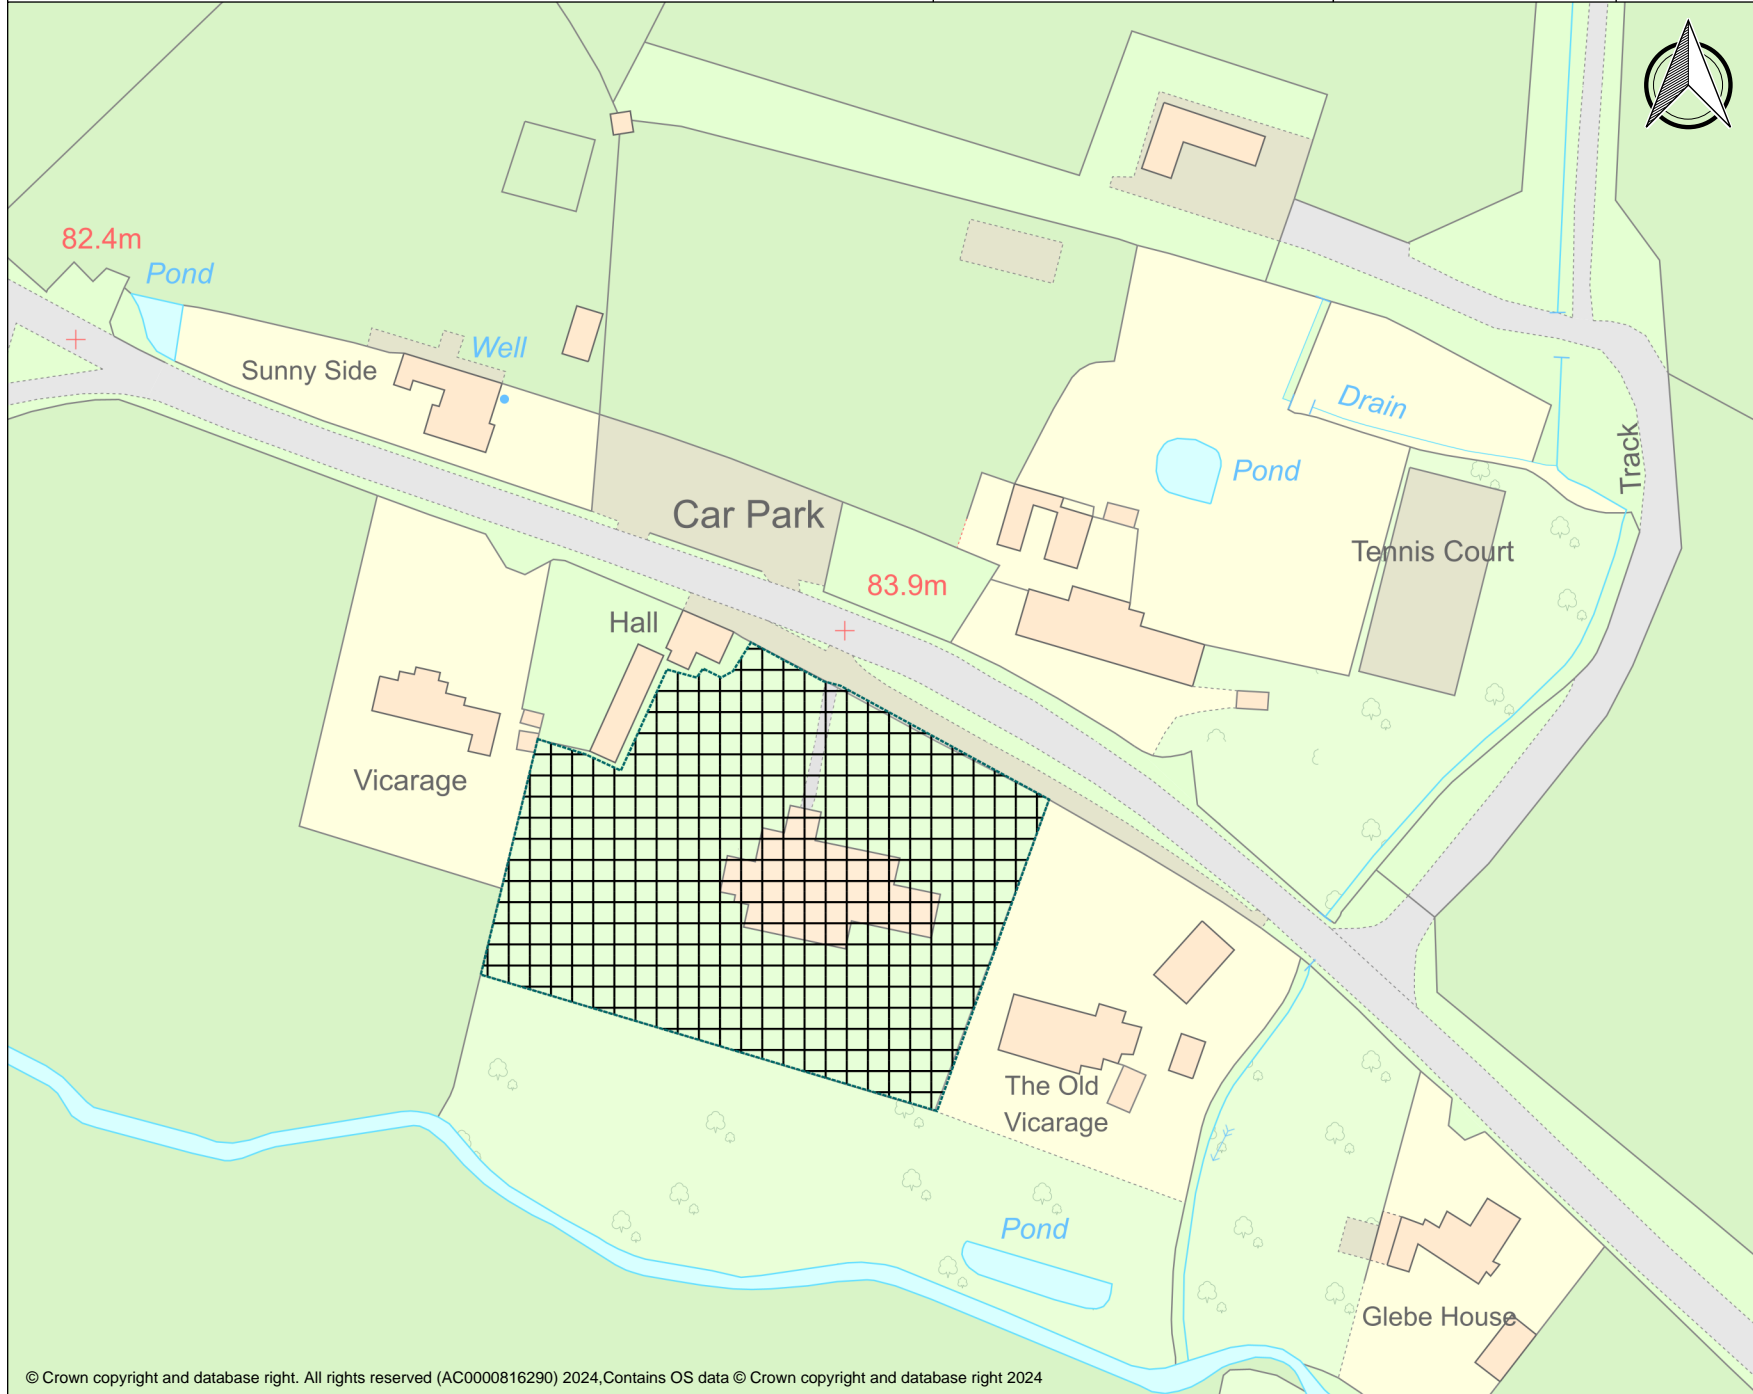 82.4m
Pond
Well
Sunny Side
Drain
Track
Pond
Car Park
Tennis Court
83.9m
Hall
Vicarage
The Old
Vicarage
Pond
Glebe House
© Crown copyright and database right. All rights reserved (AC0000816290) 2024,Contains OS data © Crown copyright and database right 2024